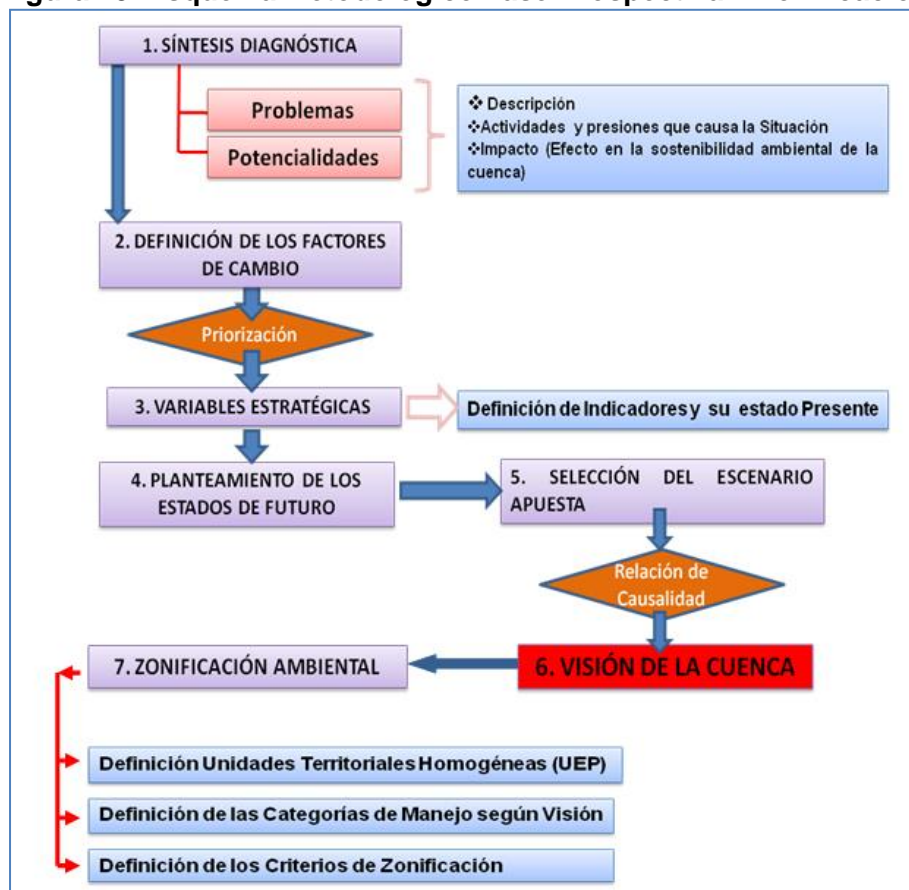 1. SÍNTESIS DIAGNÓSTICA
Problemas
Potencialidades
❖ Descripción
❖Actividades y presiones que causa la Situación
❖Impacto (Efecto en la sostenibilidad ambiental de la
cuenca)
2. DEFINICIÓN DE LOS FACTORES
DE CAMBIO
Priorización
3. VARIABLES ESTRATÉGICAS
Definición de Indicadores y su estado Presente
4. PLANTEAMIENTO DE LOS
ESTADOS DE FUTURO
5. SELECCIÓN DEL ESCENARIO
APUESTA
Relación de
Causalidad
6. VISIÓN DE LA CUENCA
7. ZONIFICACIÓN AMBIENTAL
Definición Unidades Territoriales Homogéneas (UEP)
Definición de las Categorías de Manejo según Visión
Definición de los Criterios de Zonificación